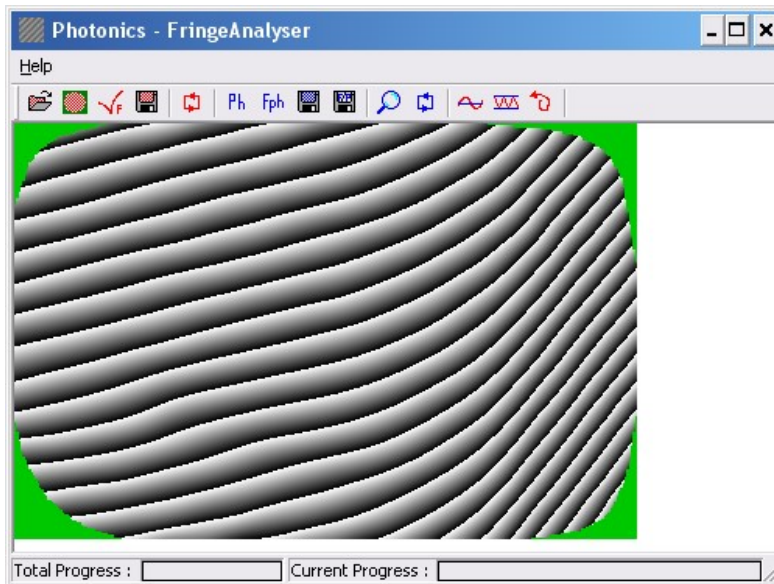 Photonics - FringeAnalyser
Help
Ph Fph
Total Progress : Current Progress :